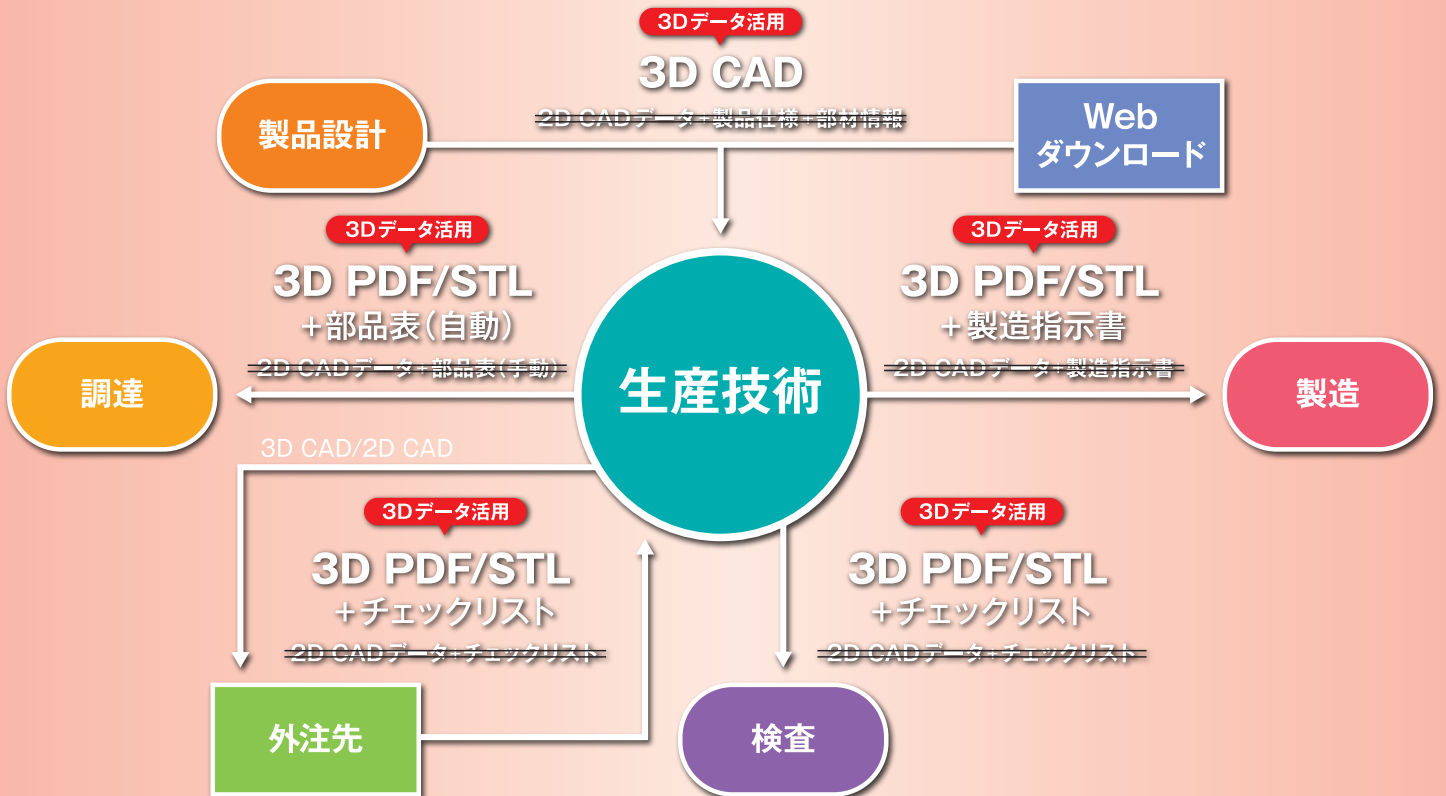 3Dデータ活用
3D CAD
2D CADデータ+製品仕様+部材情報
製品設計
Web
ダウンロード
3Dデータ活用
3D PDF/STL
+部品表(自動)
2D CADデータ+部品表(手動)
3Dデータ活用
3D PDF/STL
+製造指示書
2D CADデータ+製造指示書
調達
生産技術
製造
3D CAD/2D CAD
3Dデータ活用
3D PDF/STL
+チェックリスト
2D CADデータ+チェックリスト
3Dデータ活用
3D PDF/STL
+チェックリスト
2D CADデータ+チェックリスト
外注先
検査